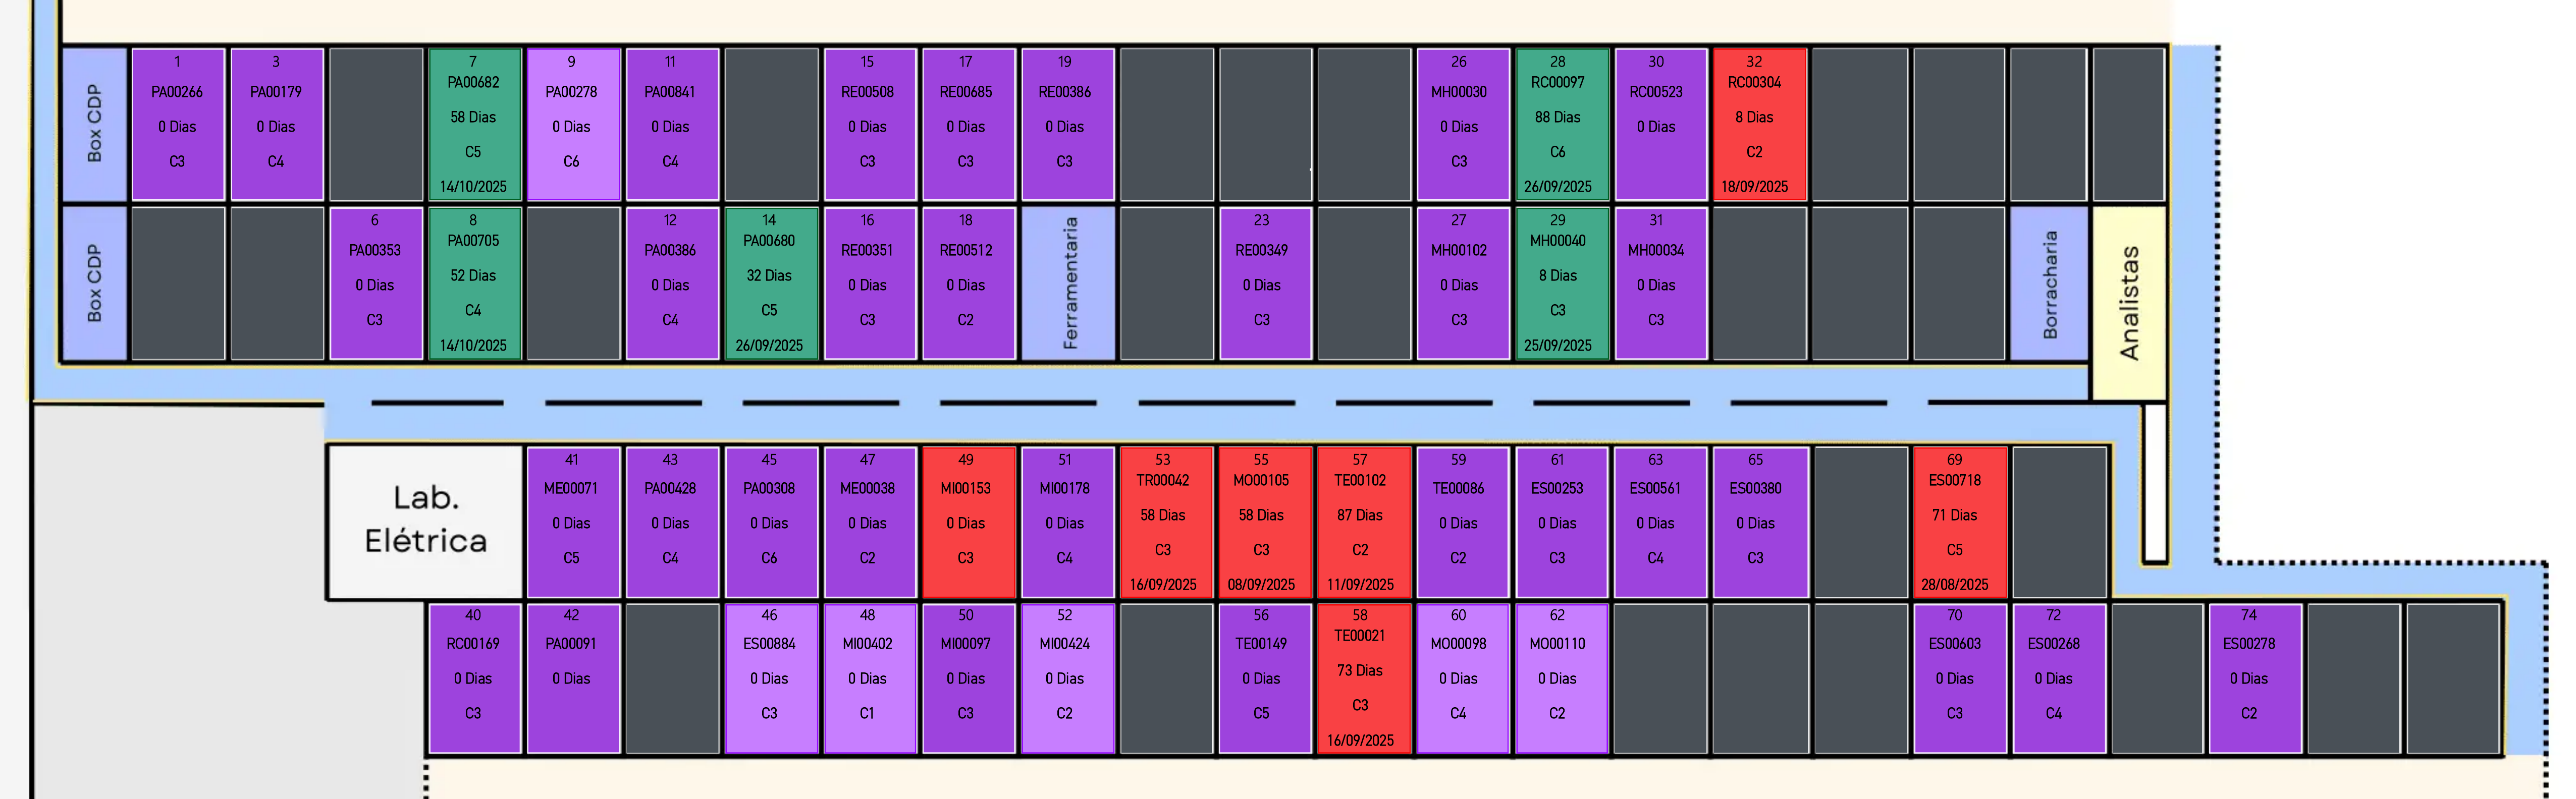 Box CDP
1
PA00266
0 Dias
C3
3
PA00179
0 Dias
C4
7
PA00682
58 Dias
C5
14/10/2025
9
PA00278
0 Dias
C6
11
PA00841
0 Dias
C4
15
RE00508
0 Dias
C3
17
RE00685
0 Dias
C3
19
RE00386
0 Dias
C3
26
MH00030
0 Dias
C3
28
RC00097
88 Dias
C6
26/09/2025
30
RC00523
0 Dias
32
RC00304
8 Dias
C2
18/09/2025
Box CDP
6
PA00353
0 Dias
C3
8
PA00705
52 Dias
C4
14/10/2025
12
PA00386
0 Dias
C4
14
PA00680
32 Dias
C5
26/09/2025
16
RE00351
0 Dias
C3
18
RE00512
0 Dias
C2
Ferramentaria
23
RE00349
0 Dias
C3
27
MH00102
0 Dias
C3
29
MH00040
8 Dias
C3
25/09/2025
31
MH00034
0 Dias
C3
Borracharia
Analistas
Lab.
Elétrica
41
ME00071
0 Dias
C5
43
PA00428
0 Dias
C4
45
PA00308
0 Dias
C6
47
ME00038
0 Dias
C2
49
MI00153
0 Dias
C3
51
MI00178
0 Dias
C4
53
TR00042
58 Dias
C3
16/09/2025
55
MO00105
58 Dias
C3
08/09/2025
57
TE00102
87 Dias
C2
11/09/2025
59
TE00086
0 Dias
C2
61
ES00253
0 Dias
C3
63
ES00561
0 Dias
C4
65
ES00380
0 Dias
C3
69
ES00718
71 Dias
C5
28/08/2025
40
RC00169
0 Dias
C3
42
PA00091
0 Dias
46
ES00884
0 Dias
C3
48
MI00402
0 Dias
C1
50
MI00097
0 Dias
C3
52
MI00424
0 Dias
C2
56
TE00149
0 Dias
C5
58
TE00021
73 Dias
C3
16/09/2025
60
MO00098
0 Dias
C4
62
MO00110
0 Dias
C2
70
ES00603
0 Dias
C3
72
ES00268
0 Dias
C4
74
ES00278
0 Dias
C2